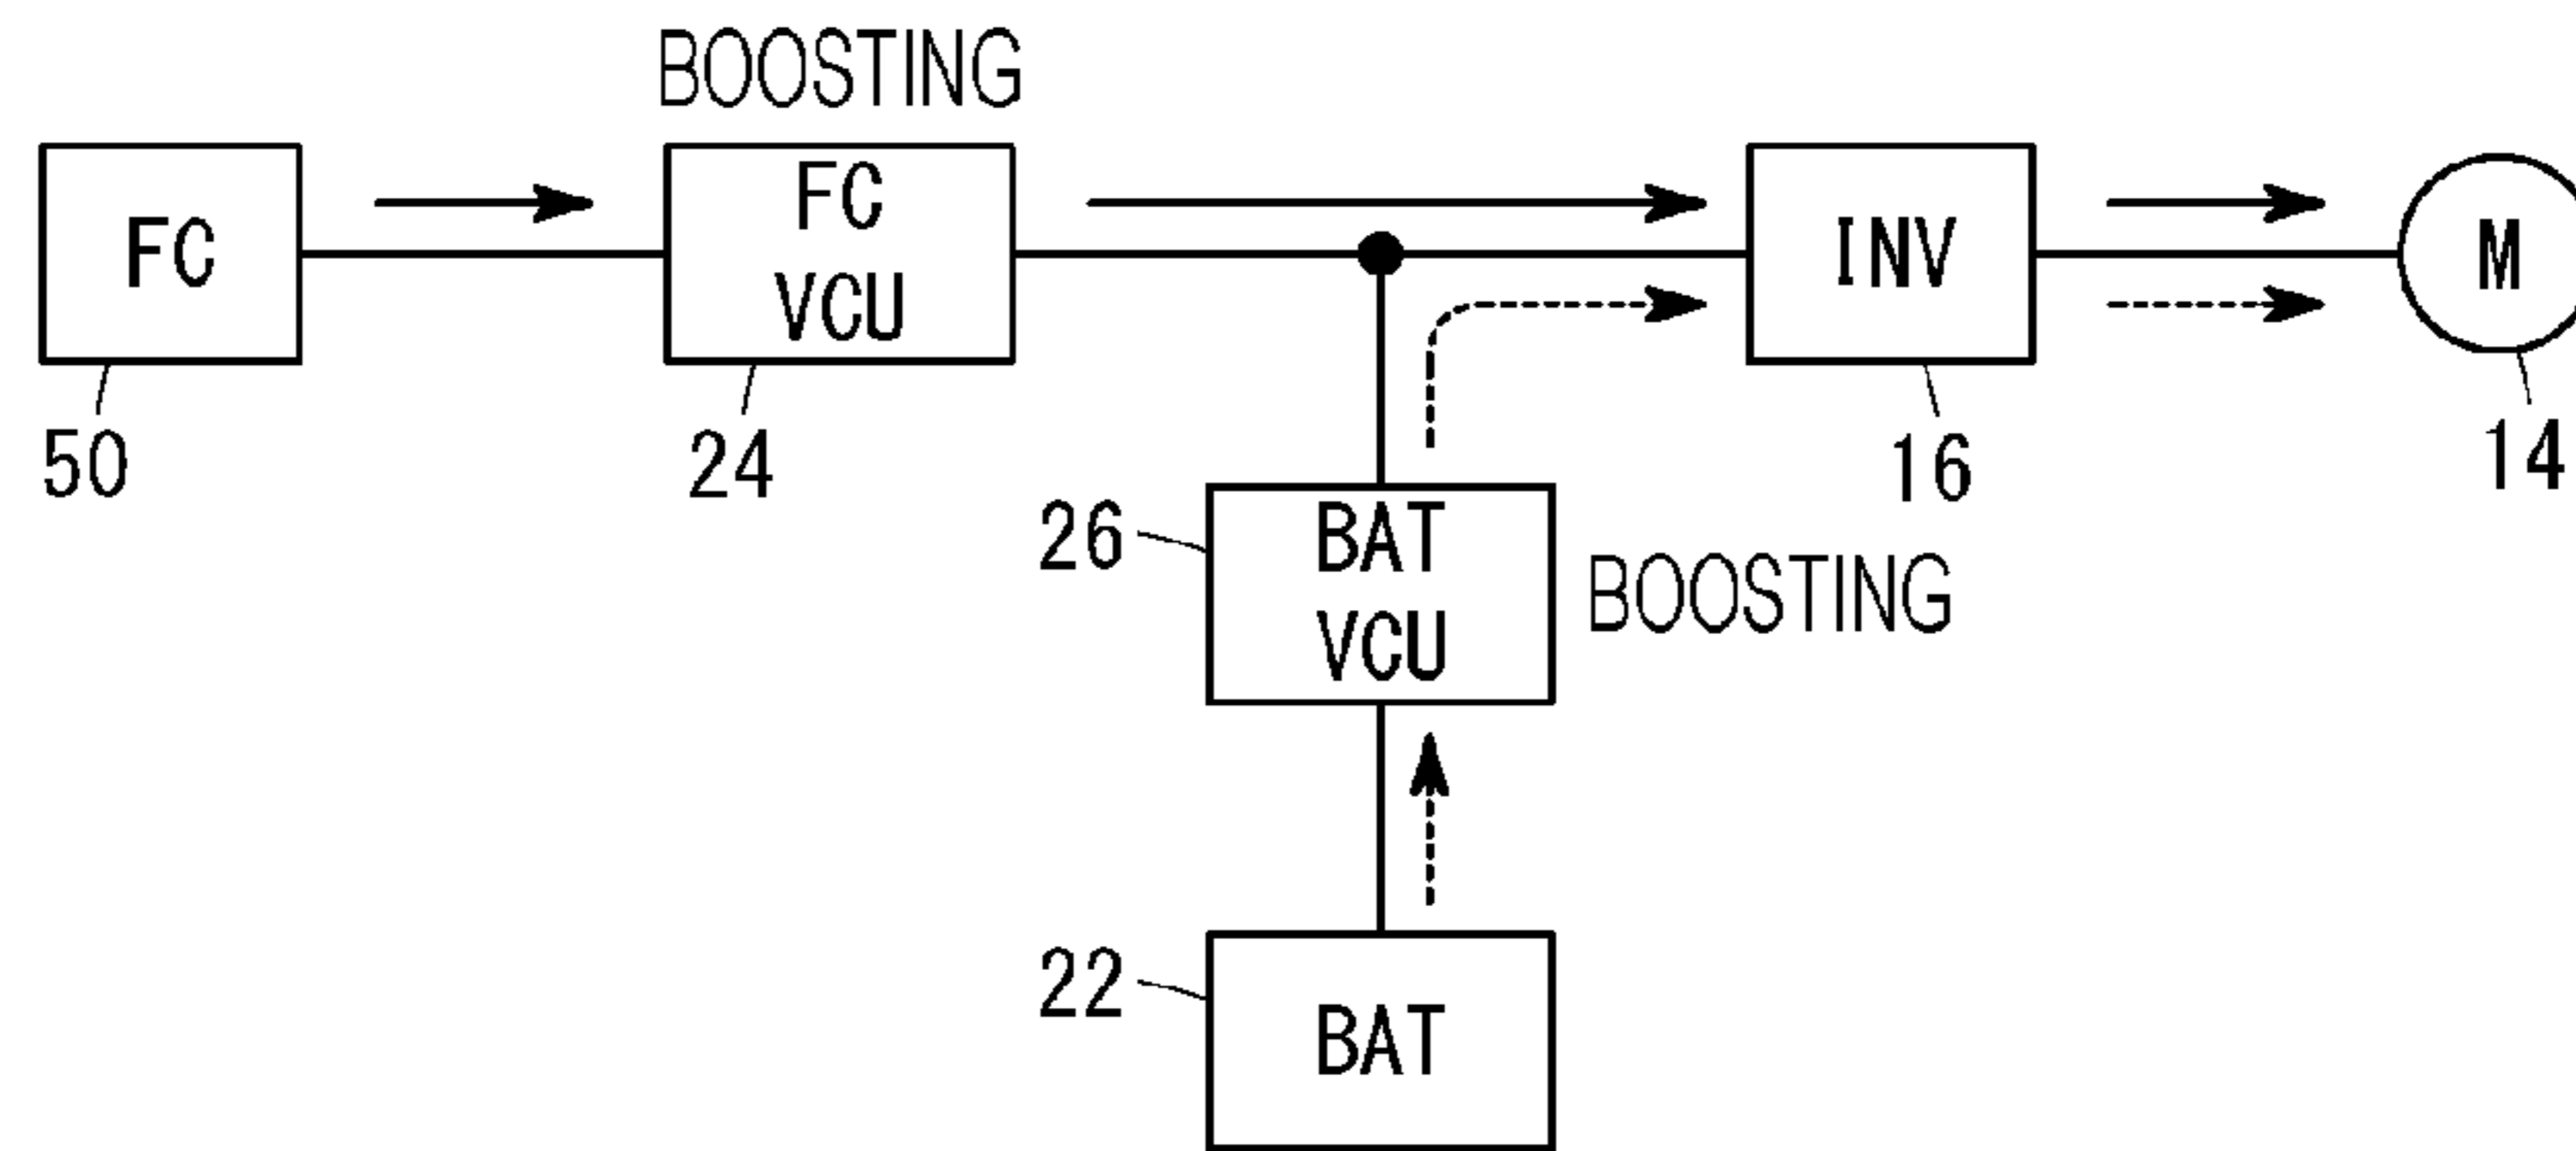 BOOSTING
FC
FC
VCU
INV
M
50
24
16
14
26
BAT
VCU
BOOSTING
22
BAT